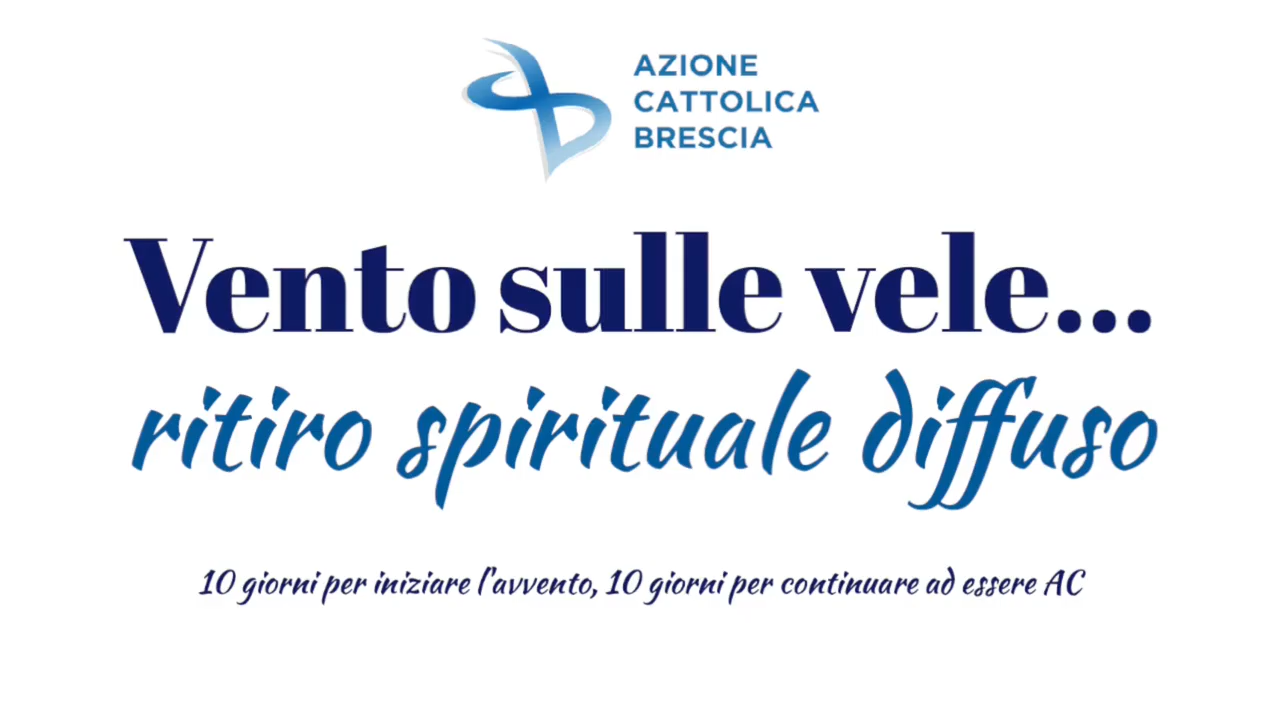 AZIONE
CATTOLICA
BRESCIA
Vento sulle vele...
ritiro spirituale diffuso
10 giorni per iniziare l'avvento, 10 giorni per continuare ad essere AC